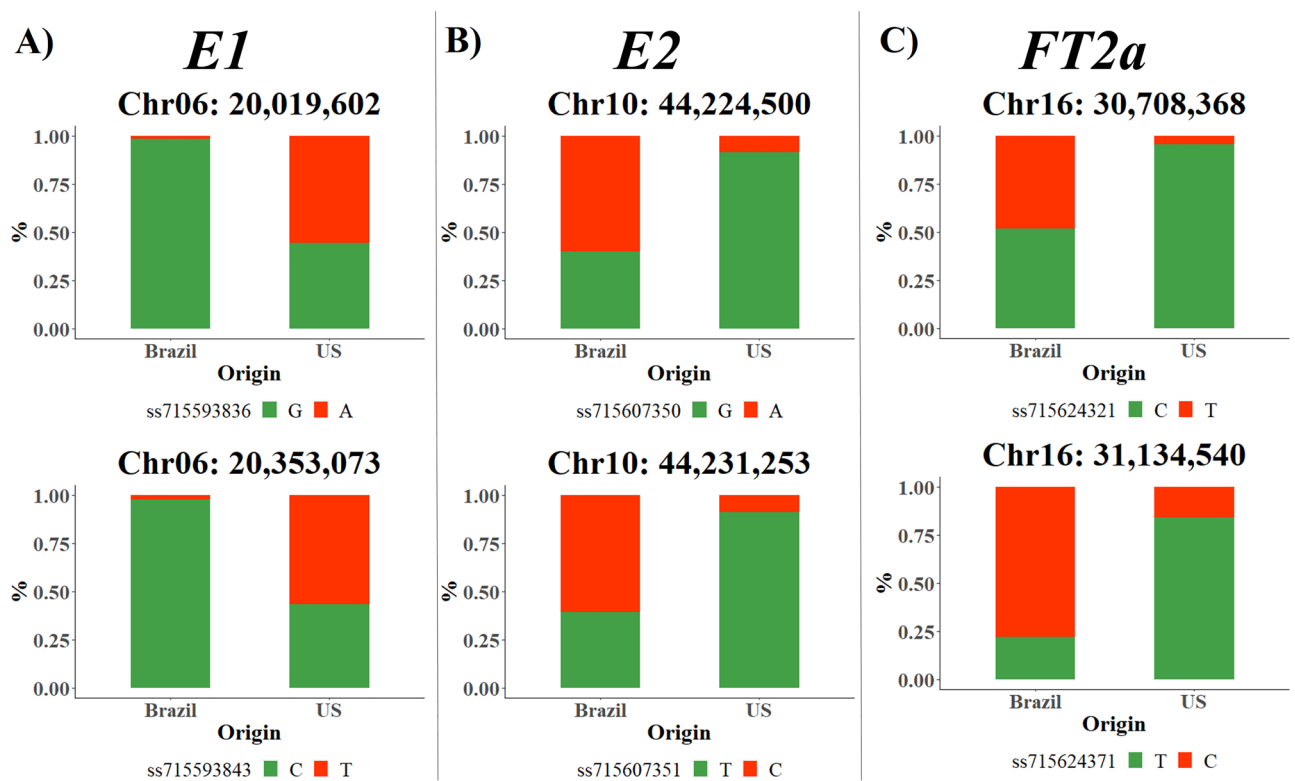 A) E1
Chr06: 20,019,602
1.00
0.75
0.50
0.25
0.00
%
Brazil US
Origin
ss715593836 G A
Chr06: 20,353,073
1.00
0.75
0.50
0.25
0.00
%
Brazil US
Origin
ss715593843 C T
B) E2
Chr10: 44,224,500
1.00
0.75
0.50
0.25
0.00
%
Brazil US
Origin
ss715607350 G A
Chr10: 44,231,253
1.00
0.75
0.50
0.25
0.00
%
Brazil US
Origin
ss715607351 T C
C) FT2a
Chr16: 30,708,368
1.00
0.75
0.50
0.25
0.00
%
Brazil US
Origin
ss715624321 C T
Chr16: 31,134,540
1.00
0.75
0.50
0.25
0.00
%
Brazil US
Origin
ss715624371 T C